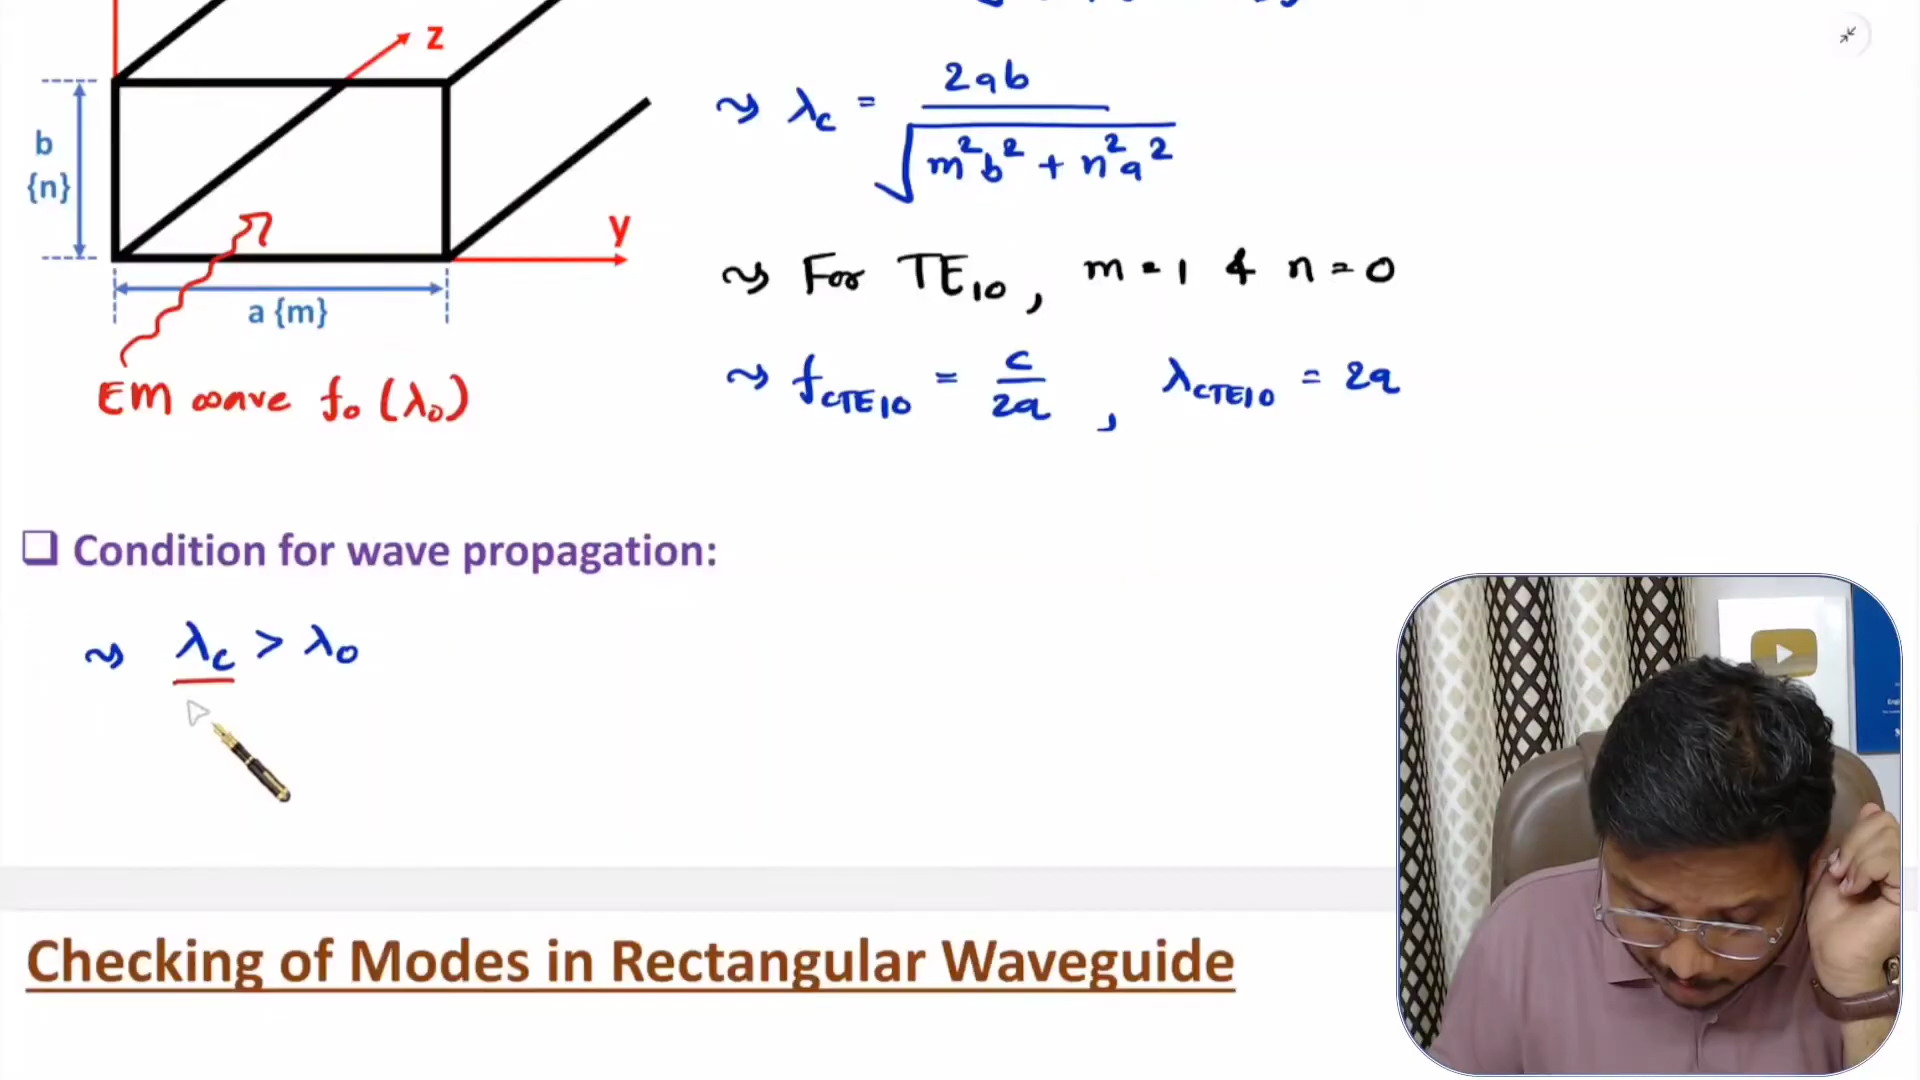 z
b
{n}
y
a {m}
EM wave f₀ (λ₀)
⇝ λc = 2ab / √(m²b² + n²a²)
⇝ For TE₁₀, m = 1 & n = 0
⇝ fcTE10 = c / 2a , λcTE10 = 2a
❑ Condition for wave propagation:
⇝ λc > λ₀
Checking of Modes in Rectangular Waveguide